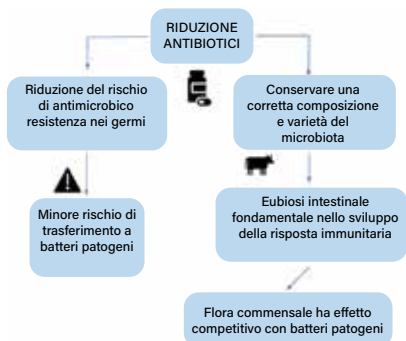 RIDUZIONE
ANTIBIOTICI
Riduzione del rischio
di antimicrobico
resistenza nei germi
Conservare una
corretta composizione
e varietà del
microbiota
Minore rischio di
trasferimento a
batteri patogeni
Eubiosi intestinale
fondamentale nello sviluppo
della risposta immunitaria
Flora commensale ha effetto
competitivo con batteri patogeni